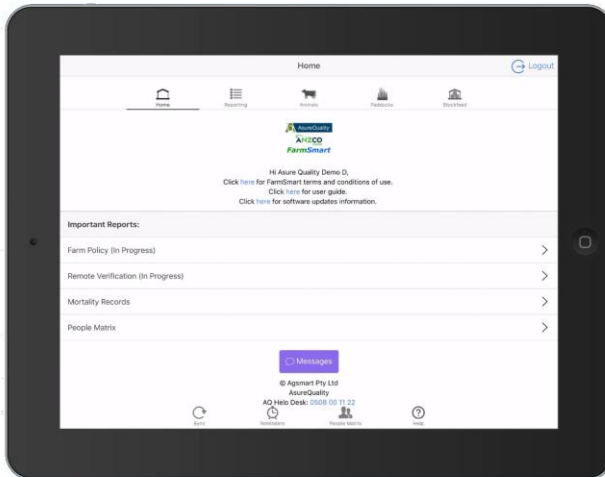 Home
Logout
Home
Reporting
Animals
Paddocks
Stockfeed
AsureQuality
ANZCO
FarmSmart
Hi Asure Quality Demo D,
Click here for FarmSmart terms and conditions of use.
Click here for user guide.
Click here for software updates information.
Important Reports:
Farm Policy (In Progress)
Remote Verification (In Progress)
Mortality Records
People Matrix
Messages
© Agsmart Pty Ltd
AsureQuality
AQ Help Desk: 0508 00 11 22
Sync
Reminders
People Matrix
Help